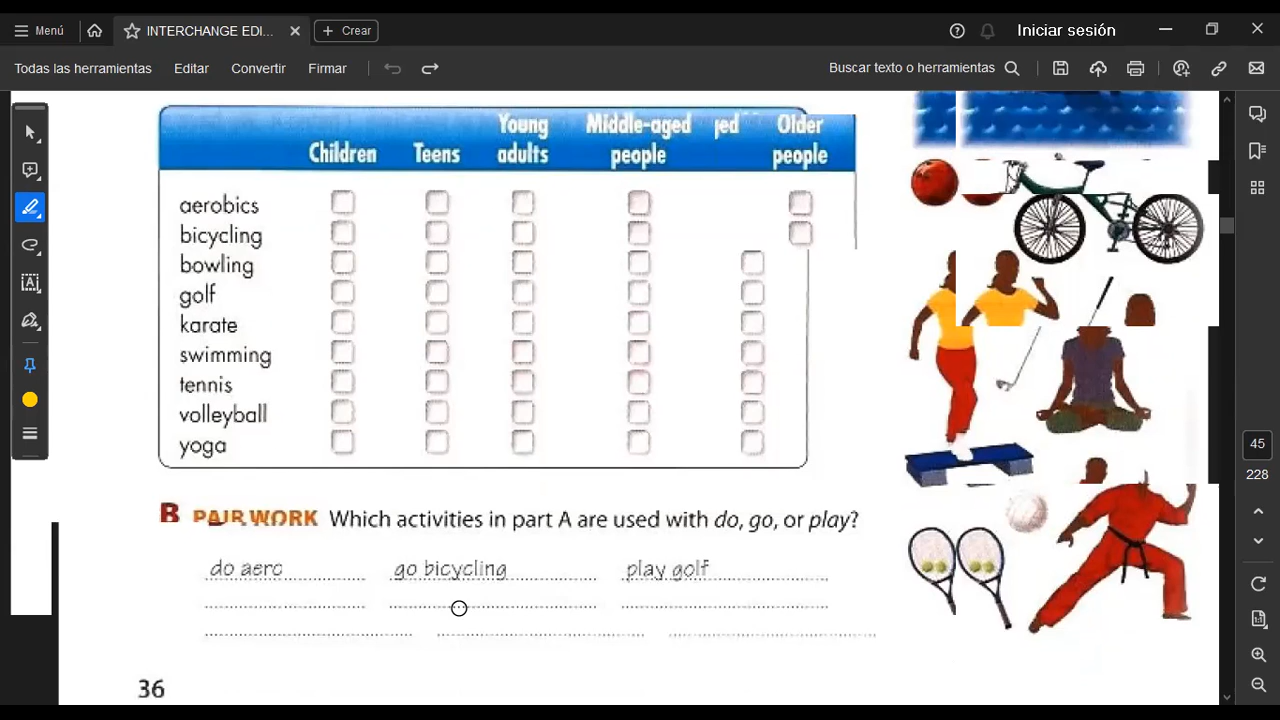 Menú
INTERCHANGE EDI...
Crear
Iniciar sesión
Todas las herramientas
Editar
Convertir
Firmar
Buscar texto o herramientas
Children
Teens
Young adults
Middle-aged people
jed
Older people
aerobics
bicycling
bowling
golf
karate
swimming
tennis
volleyball
yoga
B PAIR WORK Which activities in part A are used with do, go, or play?
do aero
go bicycling
play golf
36
45
228